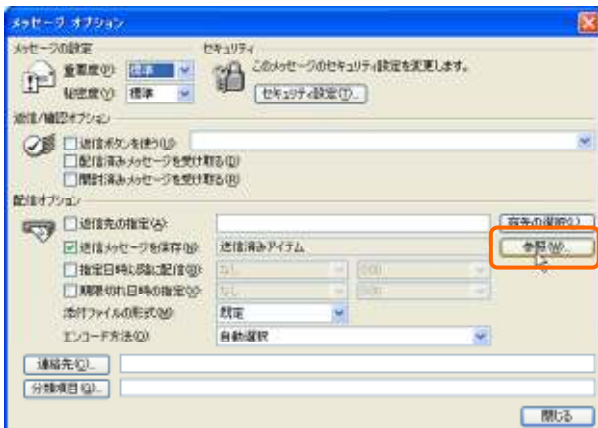 メッセージ オプション
メッセージの設定
セキュリティ
重要度(P): 標準
このメッセージのセキュリティ設定を変更します。
秘密度(Y): 標準
セキュリティ設定(T)...
返信/確認オプション
返信ボタンを使う(U)
配信済みメッセージを受け取る(D)
開封済みメッセージを受け取る(R)
配信オプション
返信先の指定(A):
宛先の選択(L)
送信メッセージを保存(N): 送信済みアイテム
参照(W)...
指定日時以降に配信(B): なし 0:00
期限切れ日時の指定(X): なし 0:00
添付ファイルの形式(M): 既定
エンコード方法(O): 自動選択
連絡先(C)...
分類項目(G)...
閉じる